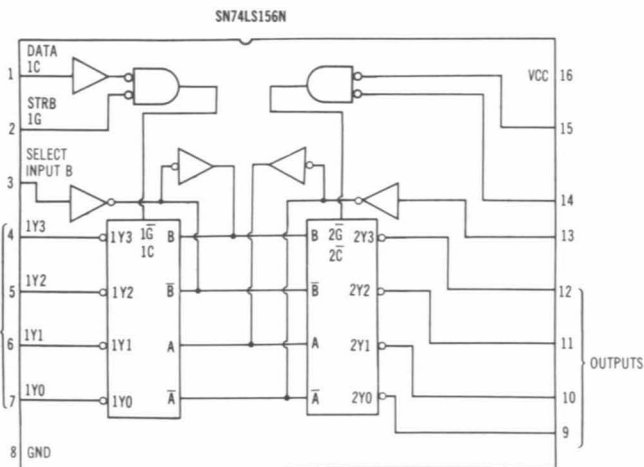 SN74LS156N
DATA
1C
1
STRB
1G
2
SELECT
INPUT B
3
4 1Y3
5 1Y2
6 1Y1
7 1Y0
8 GND
1Y3 1G̅ B
1C
1Y2 B̅
1Y1 A
1Y0 A̅
B 2G̅ 2Y3
2C̅
B̅ 2Y2
A 2Y1
A̅ 2Y0
VCC 16
15
14
13
12
11
10
9
OUTPUTS